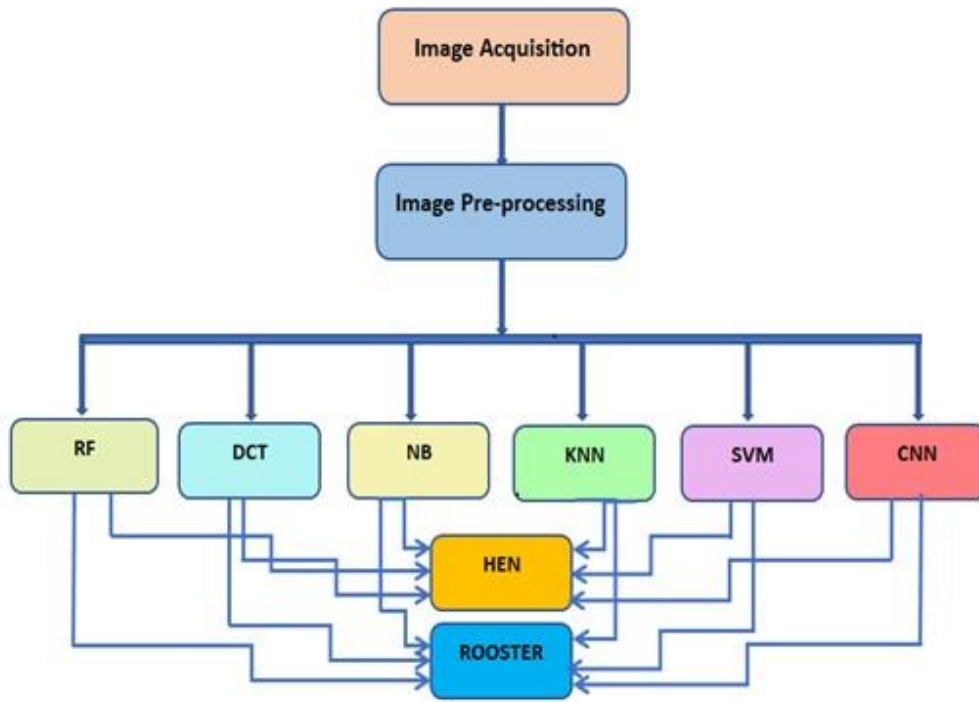 Image Acquisition
Image Pre-processing
RF
DCT
NB
KNN
SVM
CNN
HEN
ROOSTER